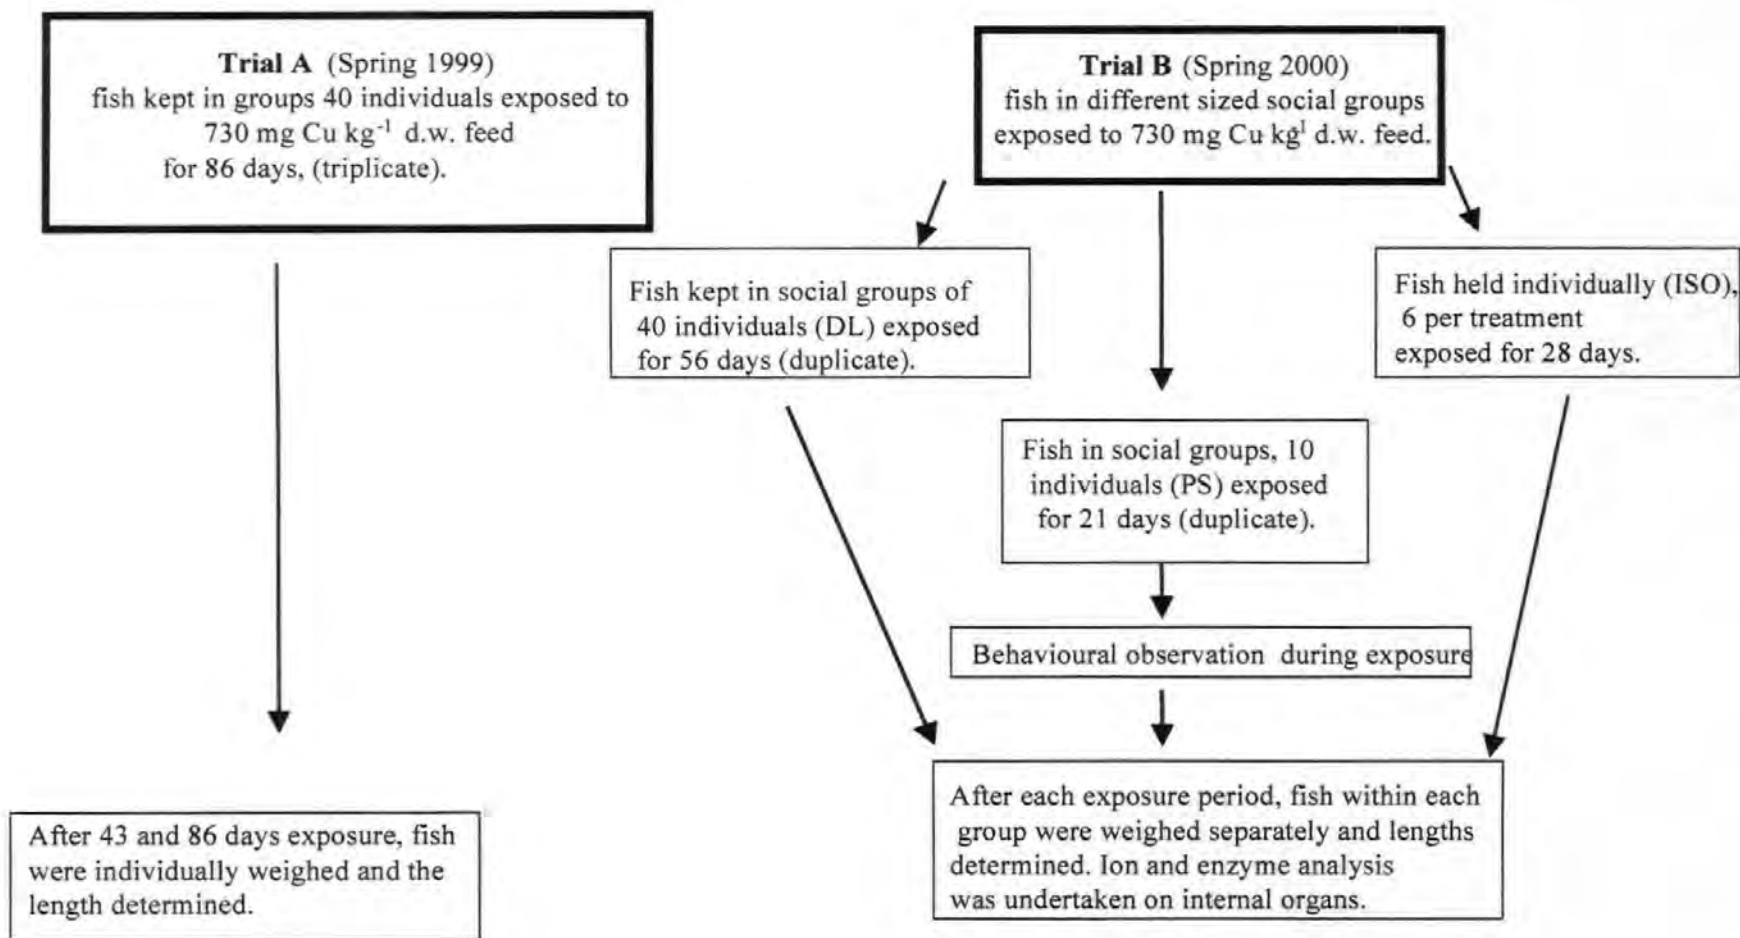 Trial A (Spring 1999)
fish kept in groups 40 individuals exposed to
730 mg Cu kg⁻¹ d.w. feed
for 86 days, (triplicate).
Trial B (Spring 2000)
fish in different sized social groups
exposed to 730 mg Cu kg¹ d.w. feed.
Fish kept in social groups of
40 individuals (DL) exposed
for 56 days (duplicate).
Fish held individually (ISO),
6 per treatment
exposed for 28 days.
Fish in social groups, 10
individuals (PS) exposed
for 21 days (duplicate).
Behavioural observation during exposure
After 43 and 86 days exposure, fish
were individually weighed and the
length determined.
After each exposure period, fish within each
group were weighed separately and lengths
determined. Ion and enzyme analysis
was undertaken on internal organs.